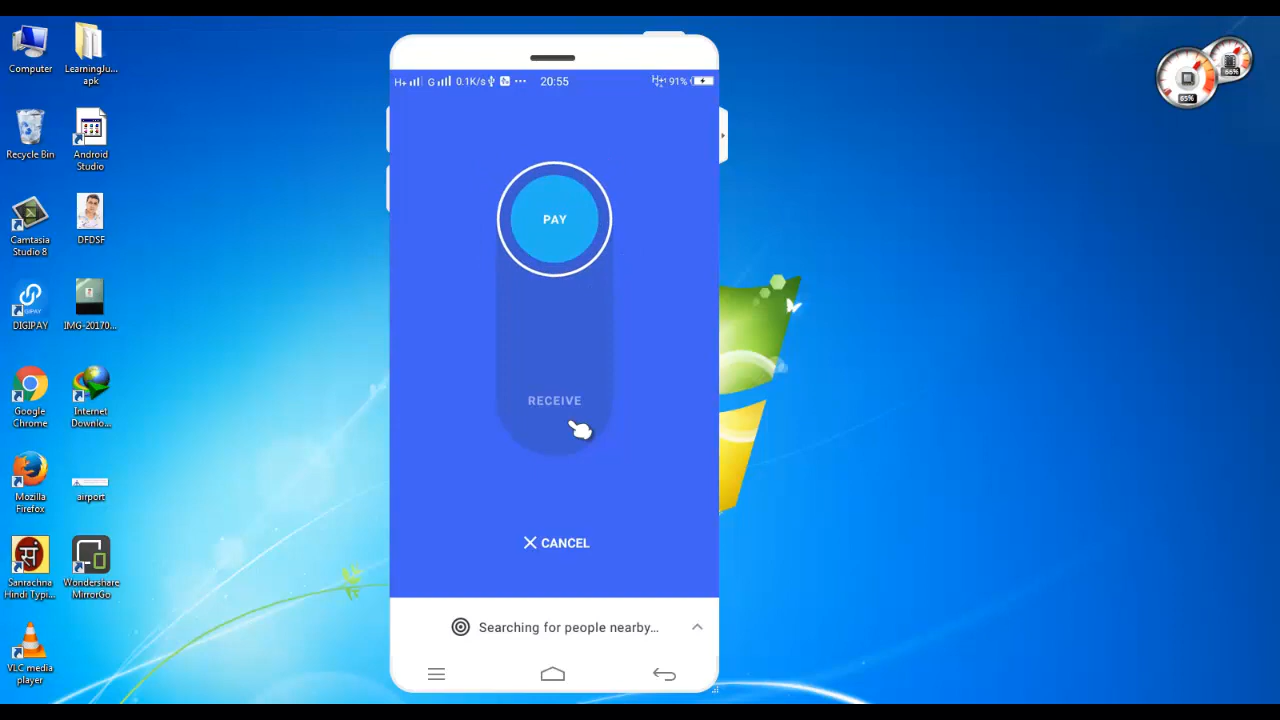 Computer
LearningJu...
apk
Recycle Bin
Android
Studio
Camtasia
Studio 8
DFDSF
DIGIPAY
IMG-20170...
Google
Chrome
Internet
Downlo...
Mozilla
Firefox
airport
सं
Sanrachna
Hindi Typi...
Wondershare
MirrorGo
VLC media
player
H+ G 0.1K/s ··· 20:55 91%
PAY
RECEIVE
CANCEL
Searching for people nearby...
65%